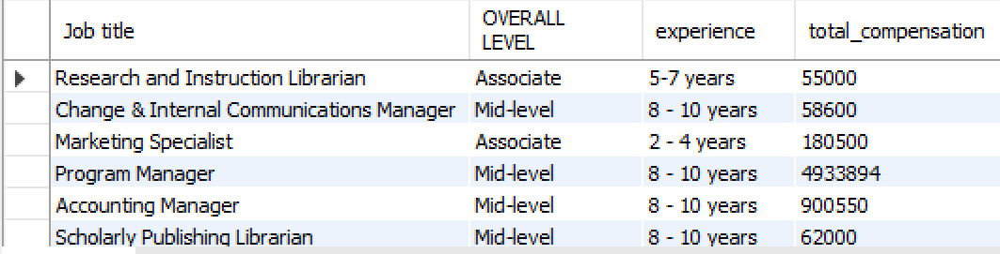 Job title OVERALL LEVEL experience total_compensation
Research and Instruction Librarian Associate 5-7 years 55000
Change & Internal Communications Manager Mid-level 8 - 10 years 58600
Marketing Specialist Associate 2 - 4 years 180500
Program Manager Mid-level 8 - 10 years 4933894
Accounting Manager Mid-level 8 - 10 years 900550
Scholarly Publishing Librarian Mid-level 8 - 10 years 62000